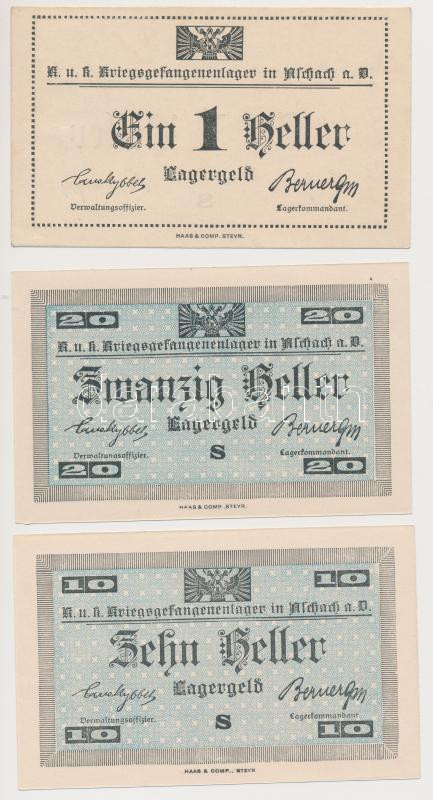 K. u. k. Kriegsgefangenenlager in Aschach a. D.
Ein 1 Heller
Lagergeld
Verwaltungsoffizier. Lagerkommandant.
HAAS & COMP. STEYR.
20 20
K. u. k. Kriegsgefangenenlager in Aschach a. D.
Zwanzig Heller
Lagergeld
Verwaltungsoffizier. S Lagerkommandant.
20 20
HAAS & COMP. STEYR.
10 10
K. u. k. Kriegsgefangenenlager in Aschach a. D.
Zehn Heller
Lagergeld
Verwaltungsoffizier. S Lagerkommandant.
10 10
HAAS & COMP., STEYR